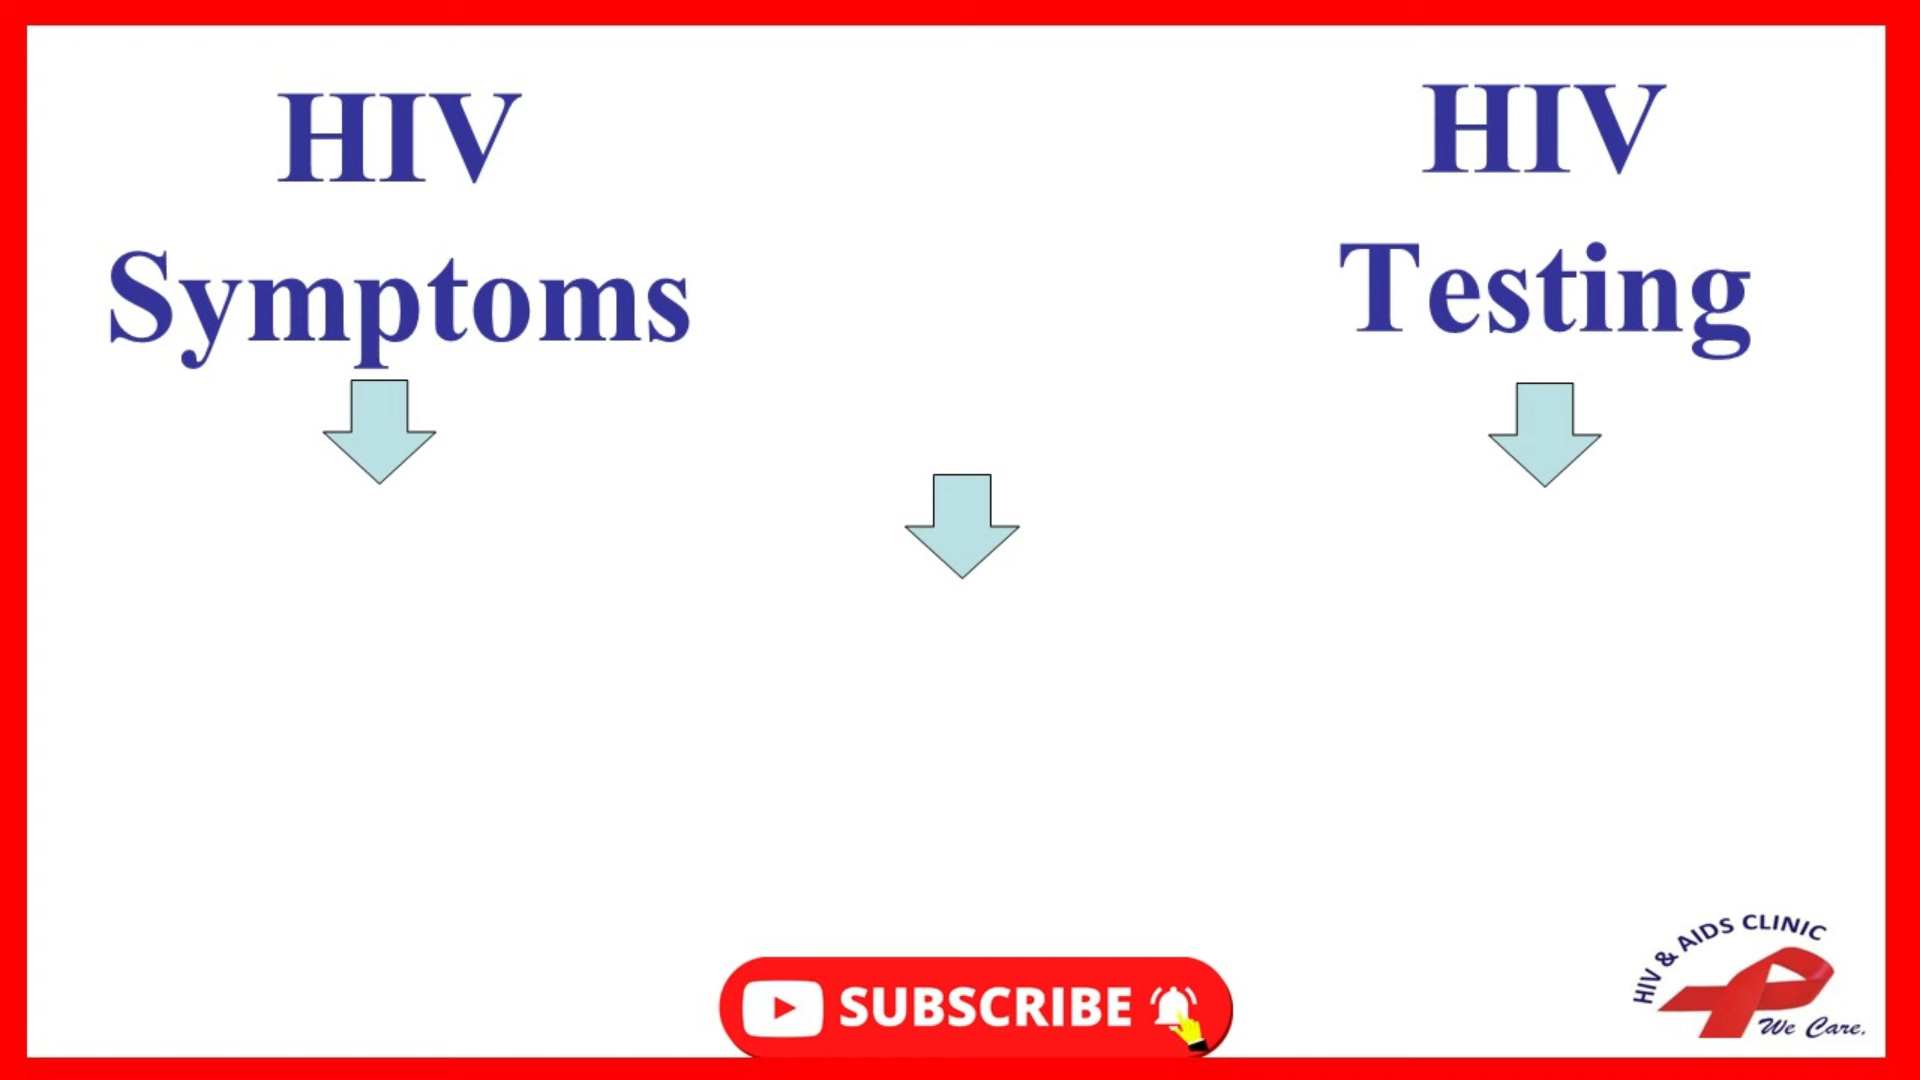 HIV
Symptoms
HIV
Testing
SUBSCRIBE
HIV & AIDS CLINIC
We Care.